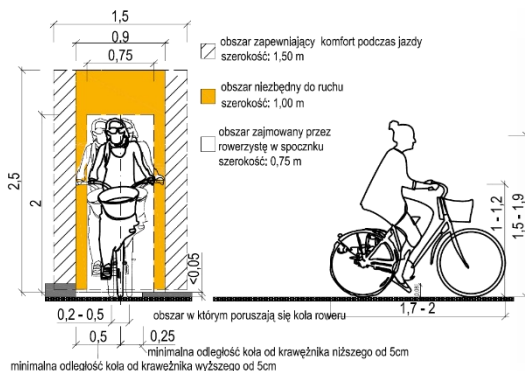 1,5
0,9
0,75
obszar zapewniający komfort podczas jazdy
szerokość: 1,50 m
obszar niezbędny do ruchu
szerokość: 1,00 m
obszar zajmowany przez
rowerzystę w spocznku
szerokość: 0,75 m
2,5
2
<0,05
1 - 1,2
1,5 - 1,9
0,2 - 0,5
obszar w którym poruszają się koła roweru
1,7 - 2
0,5
0,25
minimalna odległość koła od krawężnika niższego od 5cm
minimalna odległość koła od krawężnika wyższego od 5cm